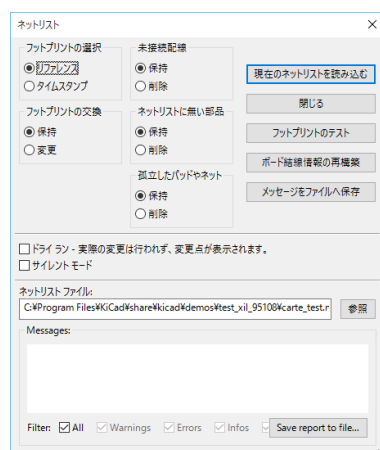 ネットリスト
フットプリントの選択
リファレンス
タイムスタンプ
未接続配線
保持
削除
現在のネットリストを読み込む
閉じる
フットプリントの交換
保持
変更
ネットリストに無い部品
保持
削除
フットプリントのテスト
ボード結線情報の再構築
孤立したパッドやネット
保持
削除
メッセージをファイルへ保存
ドライ ラン - 実際の変更は行われず、変更点が表示されます。
サイレント モード
ネットリスト ファイル:
C:¥Program Files¥KiCad¥share¥kicad¥demos¥test_xil_95108¥carte_test.r
参照
Messages:
Filter: All Warnings Errors Infos Save report to file...